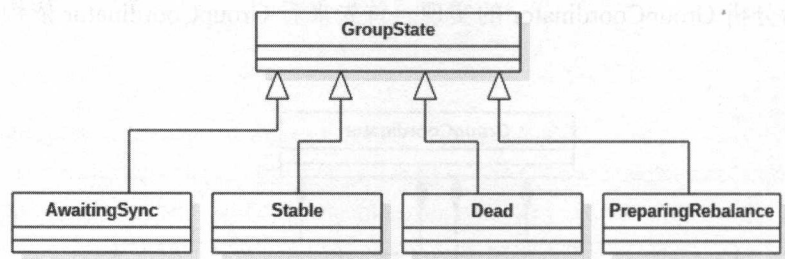 GroupState
AwaitingSync
Stable
Dead
PreparingRebalance